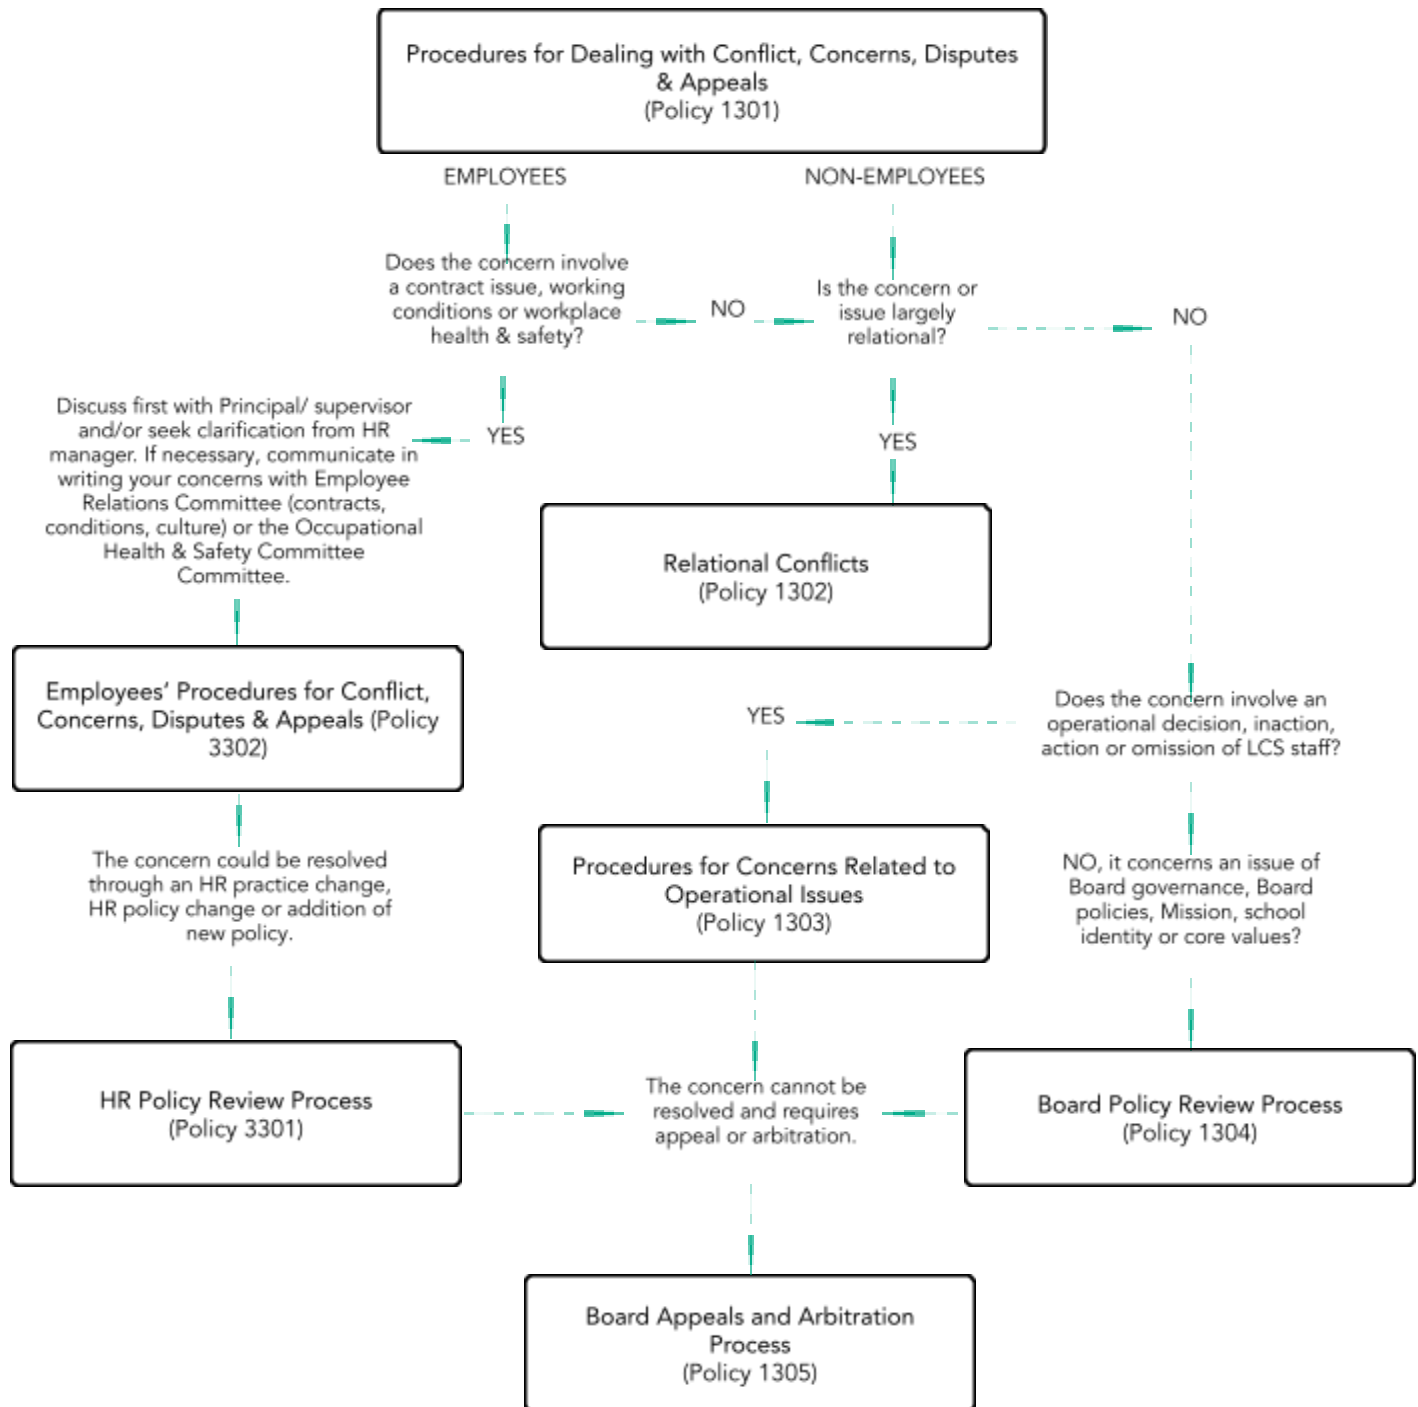 Procedures for Dealing with Conflict, Concerns, Disputes
& Appeals
(Policy 1301)
EMPLOYEES
NON-EMPLOYEES
Does the concern involve
a contract issue, working
conditions or workplace
health & safety?
NO
Is the concern or
issue largely
relational?
NO
Discuss first with Principal/ supervisor
and/or seek clarification from HR
manager. If necessary, communicate in
writing your concerns with Employee
Relations Committee (contracts,
conditions, culture) or the Occupational
Health & Safety Committee
Committee.
YES
YES
Relational Conflicts
(Policy 1302)
Employees’ Procedures for Conflict,
Concerns, Disputes & Appeals (Policy
3302)
YES
Does the concern involve an
operational decision, inaction,
action or omission of LCS staff?
The concern could be resolved
through an HR practice change,
HR policy change or addition of
new policy.
Procedures for Concerns Related to
Operational Issues
(Policy 1303)
NO, it concerns an issue of
Board governance, Board
policies, Mission, school
identity or core values?
HR Policy Review Process
(Policy 3301)
The concern cannot be
resolved and requires
appeal or arbitration.
Board Policy Review Process
(Policy 1304)
Board Appeals and Arbitration
Process
(Policy 1305)